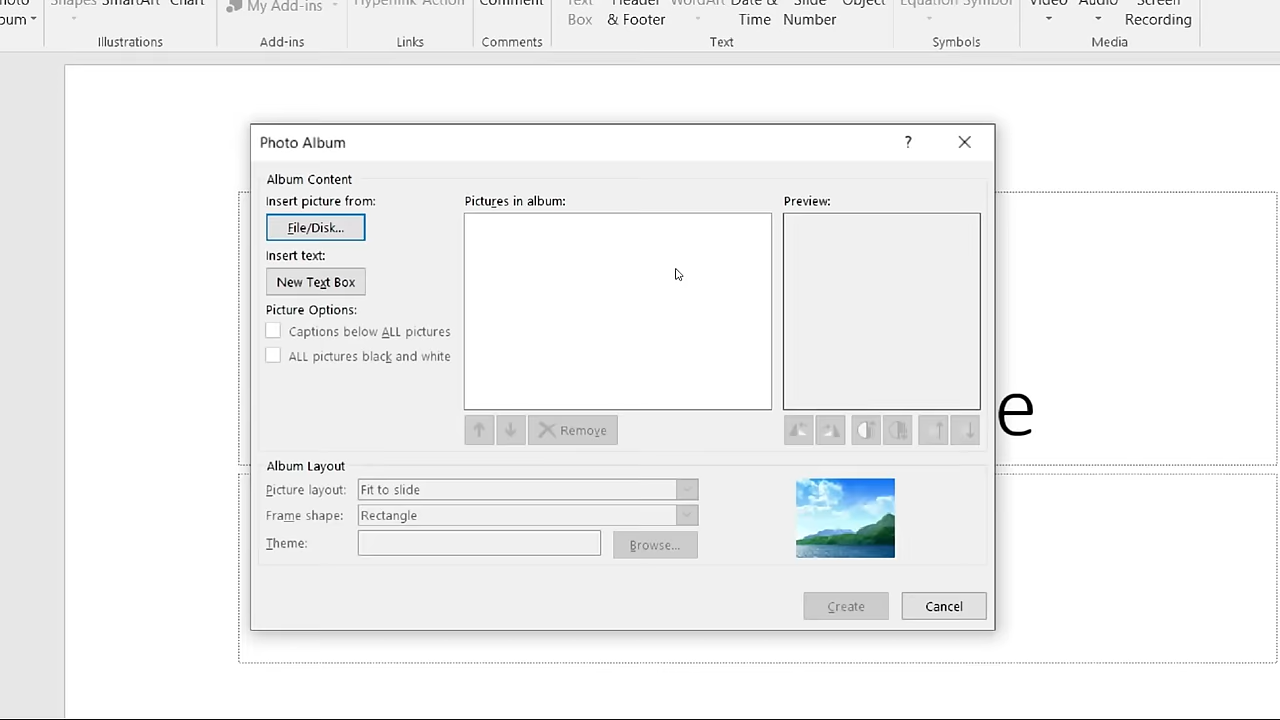 Photo Shapes SmartArt Chart My Add-ins Hyperlink Action Comment Text Header WordArt Date & Slide Object Equation Symbol Video Audio Screen
Album Box & Footer Time Number Recording
Illustrations Add-ins Links Comments Text Symbols Media
Photo Album ?
Album Content
Insert picture from: Pictures in album: Preview:
File/Disk...
Insert text:
New Text Box
Picture Options:
Captions below ALL pictures
ALL pictures black and white
e
Remove
Album Layout
Picture layout: Fit to slide
Frame shape: Rectangle
Theme: Browse...
Create Cancel